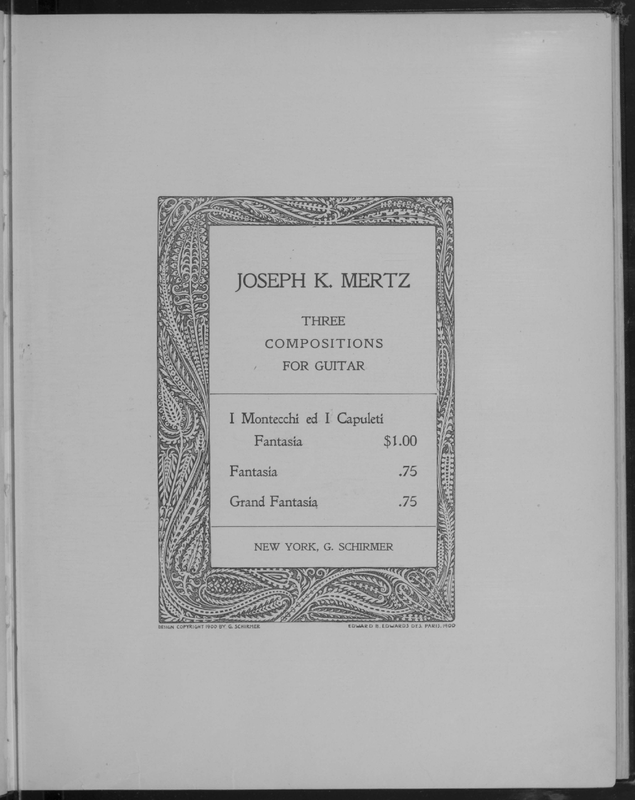 JOSEPH K. MERTZ
THREE
COMPOSITIONS
FOR GUITAR
I Montecchi ed I Capuleti
Fantasia $1.00
Fantasia .75
Grand Fantasia .75
NEW YORK, G. SCHIRMER
DESIGN COPYRIGHT 1900 BY G. SCHIRMER
EDWARD B. EDWARDS DES. PARIS, 1900